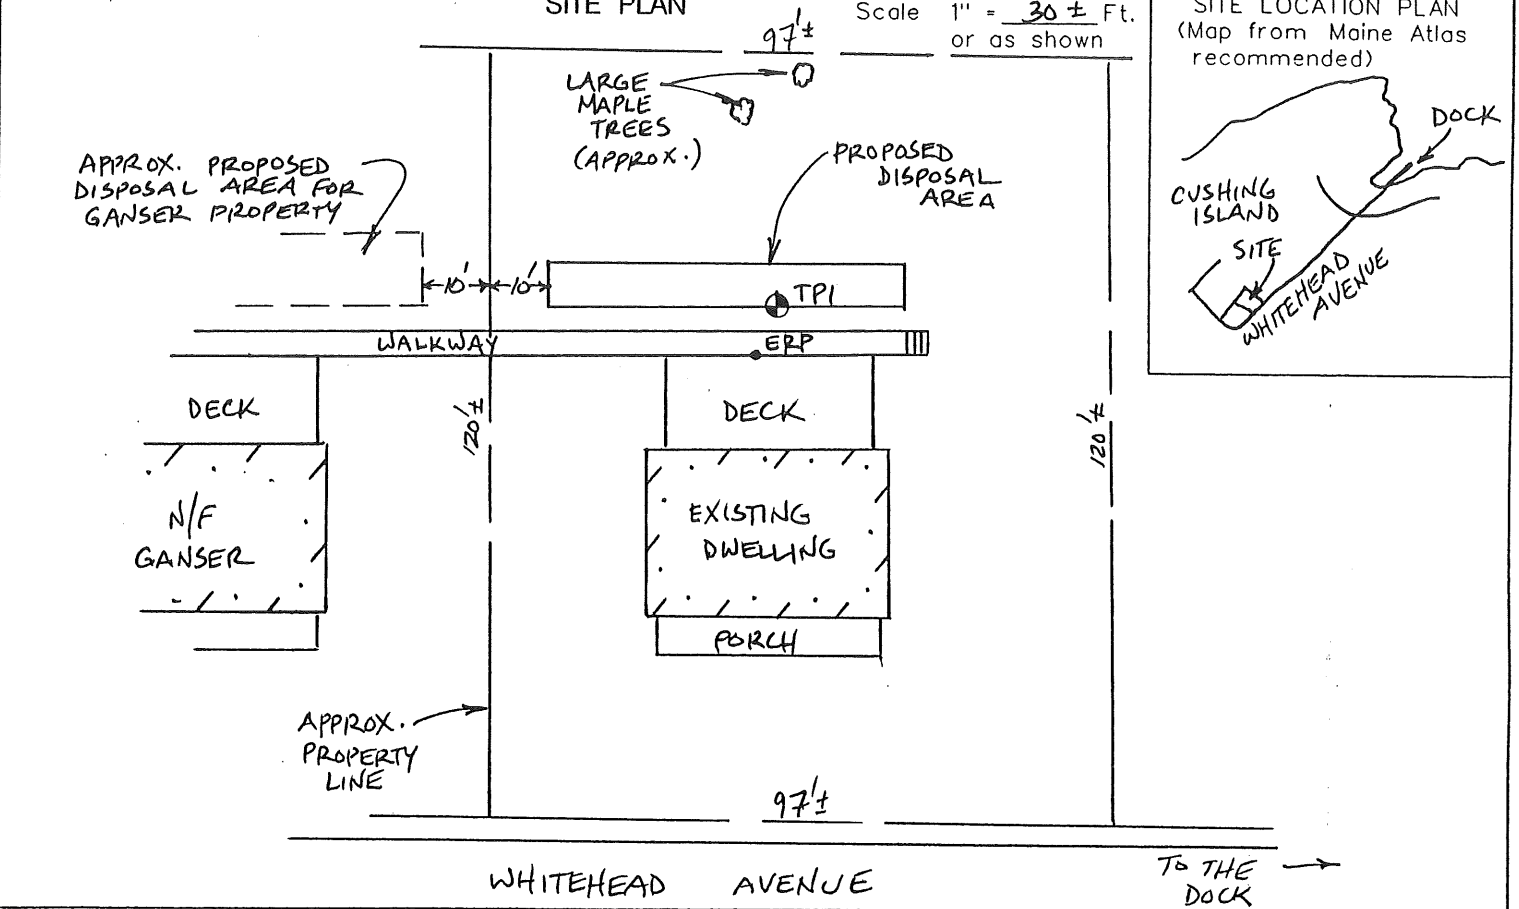 SITE PLAN
Scale 1" = 30 ± Ft.
or as shown
SITE LOCATION PLAN
(Map from Maine Atlas
recommended)
97'±
LARGE
MAPLE
TREES
(APPROX.)
DOCK
CUSHING
ISLAND
SITE
WHITEHEAD
AVENUE
APPROX. PROPOSED
DISPOSAL AREA FOR
GANSER PROPERTY
PROPOSED
DISPOSAL
AREA
10' 10'
TP1
WALKWAY
ERP
DECK
DECK
120'±
120'±
N/F
GANSER
EXISTING
DWELLING
PORCH
APPROX.
PROPERTY
LINE
97'±
WHITEHEAD AVENUE
TO THE
DOCK